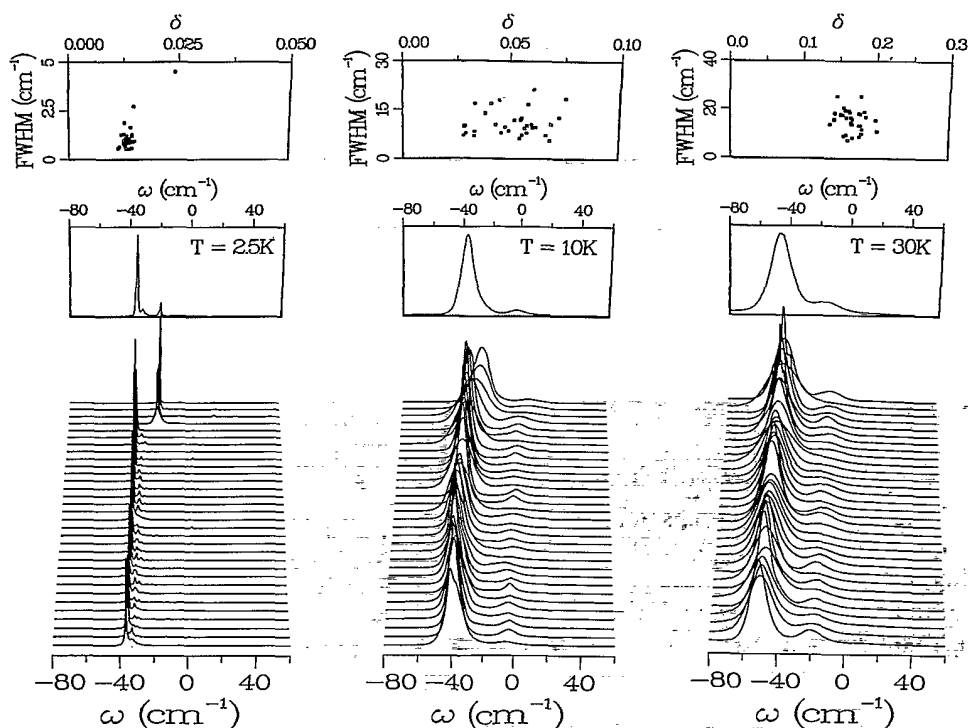 δ δ δ
0.000 0.025 0.050 0.00 0.05 0.10 0.0 0.1 0.2 0.3
FWHM (cm⁻¹) 5 2.5 0
FWHM (cm⁻¹) 30 15 0
FWHM (cm⁻¹) 40 20 0
ω (cm⁻¹) ω (cm⁻¹) ω (cm⁻¹)
-80 -40 0 40 -80 -40 0 40 -80 -40 0 40
T = 2.5K T = 10K T = 30K
-80 -40 0 40 -80 -40 0 40 -80 -40 0 40
ω (cm⁻¹) ω (cm⁻¹) ω (cm⁻¹)